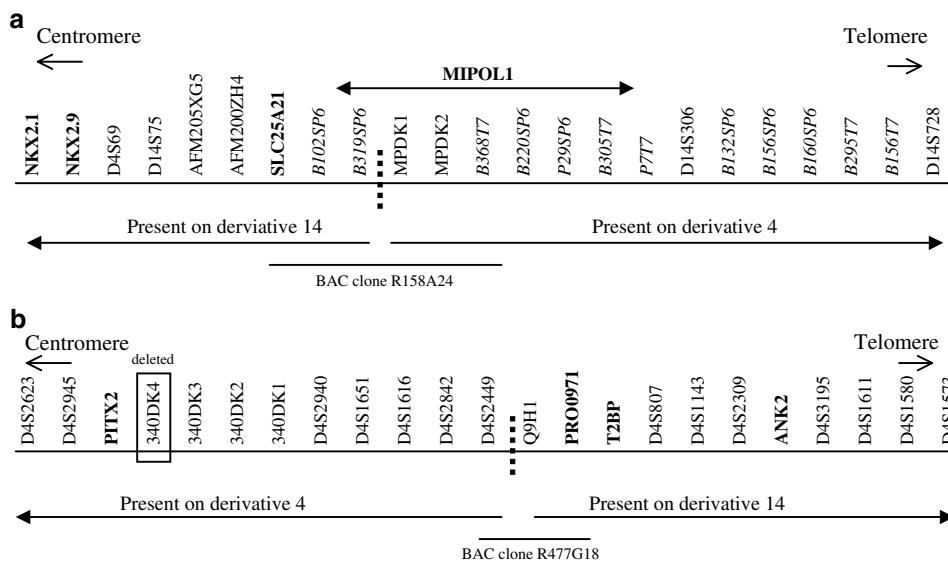 a
Centromere
Telomere
MIPOL1
NKX2.1
NKX2.9
D4S69
D14S75
AFM205XG5
AFM200ZH4
SLC25A21
B102SP6
B319SP6
MPDK1
MPDK2
B368T7
B220SP6
P29SP6
B305T7
P7T7
D14S306
B132SP6
B156SP6
B160SP6
B295T7
B156T7
D14S728
Present on derviative 14
Present on derivative 4
BAC clone R158A24
b
Centromere
Telomere
deleted
D4S2623
D4S2945
PITX2
340DK4
340DK3
340DK2
340DK1
D4S2940
D4S1651
D4S1616
D4S2842
D4S2449
Q9H1
PRO0971
T2BP
D4S807
D4S1143
D4S2309
ANK2
D4S3195
D4S1611
D4S1580
D4S1573
Present on derivative 4
Present on derivative 14
BAC clone R477G18